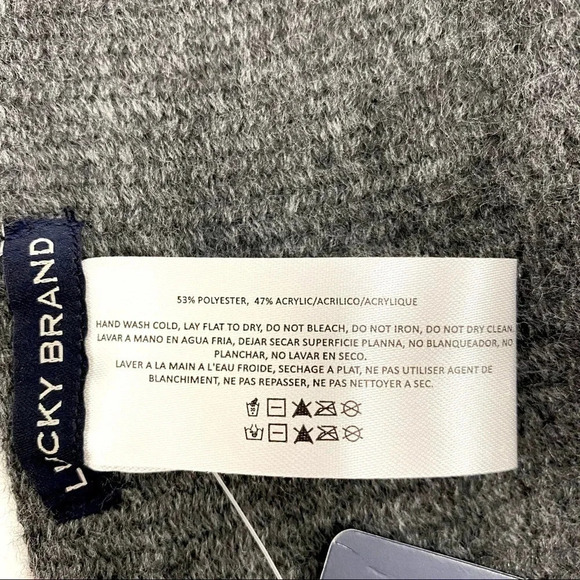 LUCKY BRAND
53% POLYESTER, 47% ACRYLIC/ACRILICO/ACRYLIQUE
HAND WASH COLD, LAY FLAT TO DRY, DO NOT BLEACH, DO NOT IRON, DO NOT DRY CLEAN.
LAVAR A MANO EN AGUA FRIA, DEJAR SECAR SUPERFICIE PLANNA, NO BLANQUEADOR, NO
PLANCHAR, NO LAVAR EN SECO.
LAVER A LA MAIN A L'EAU FROIDE, SECHAGE A PLAT, NE PAS UTILISER AGENT DE
BLANCHIMENT, NE PAS REPASSER, NE PAS NETTOYER A SEC.